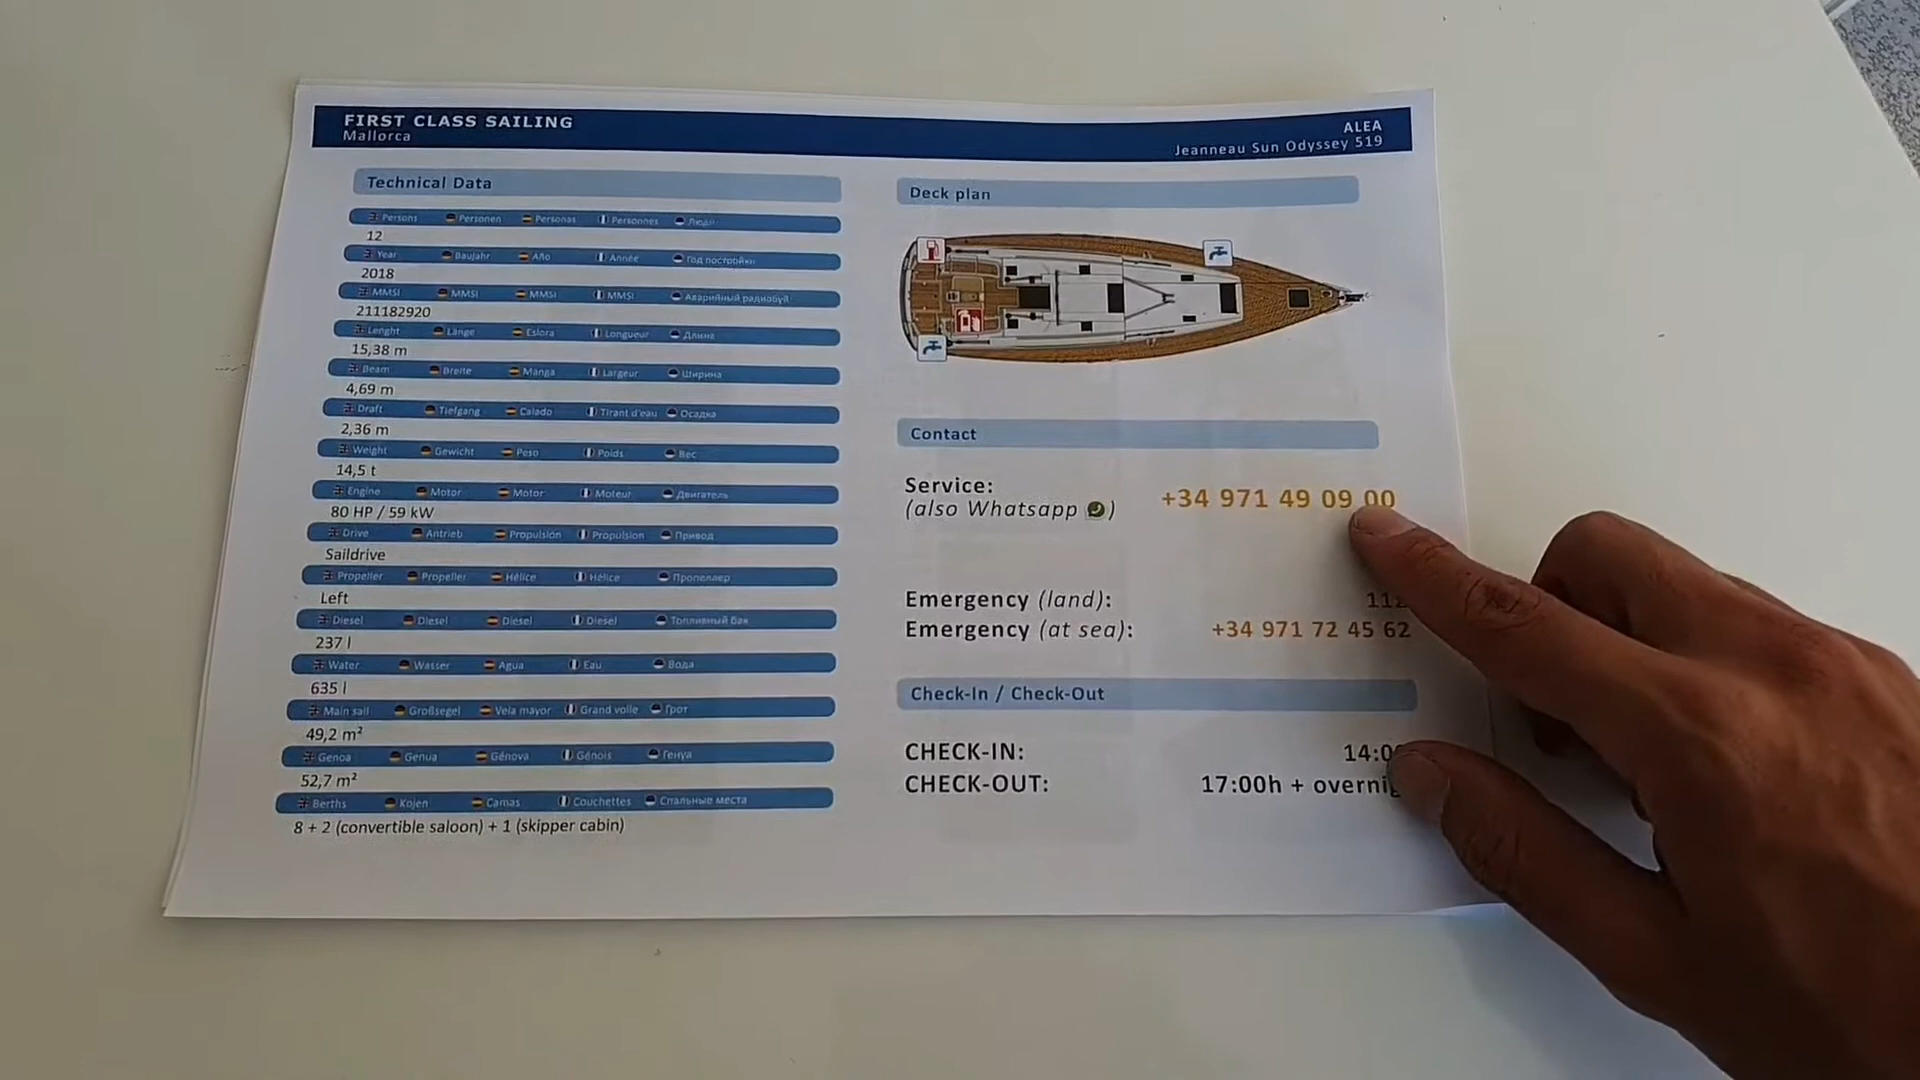 FIRST CLASS SAILING
Mallorca
ALEA
Jeanneau Sun Odyssey 519
Technical Data
Persons Personen Personas Personnes Люди
12
Year Baujahr Año Année Год постройки
2018
MMSI MMSI MMSI MMSI Аварийный радиобуй
211182920
Lenght Länge Eslora Longueur Длина
15,38 m
Beam Breite Manga Largeur Ширина
4,69 m
Draft Tiefgang Calado Tirant d'eau Осадка
2,36 m
Weight Gewicht Peso Poids Вес
14,5 t
Engine Motor Motor Moteur Двигатель
80 HP / 59 kW
Drive Antrieb Propulsión Propulsion Привод
Saildrive
Propeller Propeller Hélice Hélice Пропеллер
Left
Diesel Diesel Diesel Diesel Топливный бак
237 l
Water Wasser Agua Eau Вода
635 l
Main sail Großsegel Vela mayor Grand voile Грот
49,2 m²
Genoa Genua Génova Génois Генуя
52,7 m²
Berths Kojen Camas Couchettes Спальные места
8 + 2 (convertible saloon) + 1 (skipper cabin)
Deck plan
Contact
Service: +34 971 49 09 00
(also Whatsapp)
Emergency (land): 112
Emergency (at sea): +34 971 72 45 62
Check-In / Check-Out
CHECK-IN: 14:0
CHECK-OUT: 17:00h + overnig